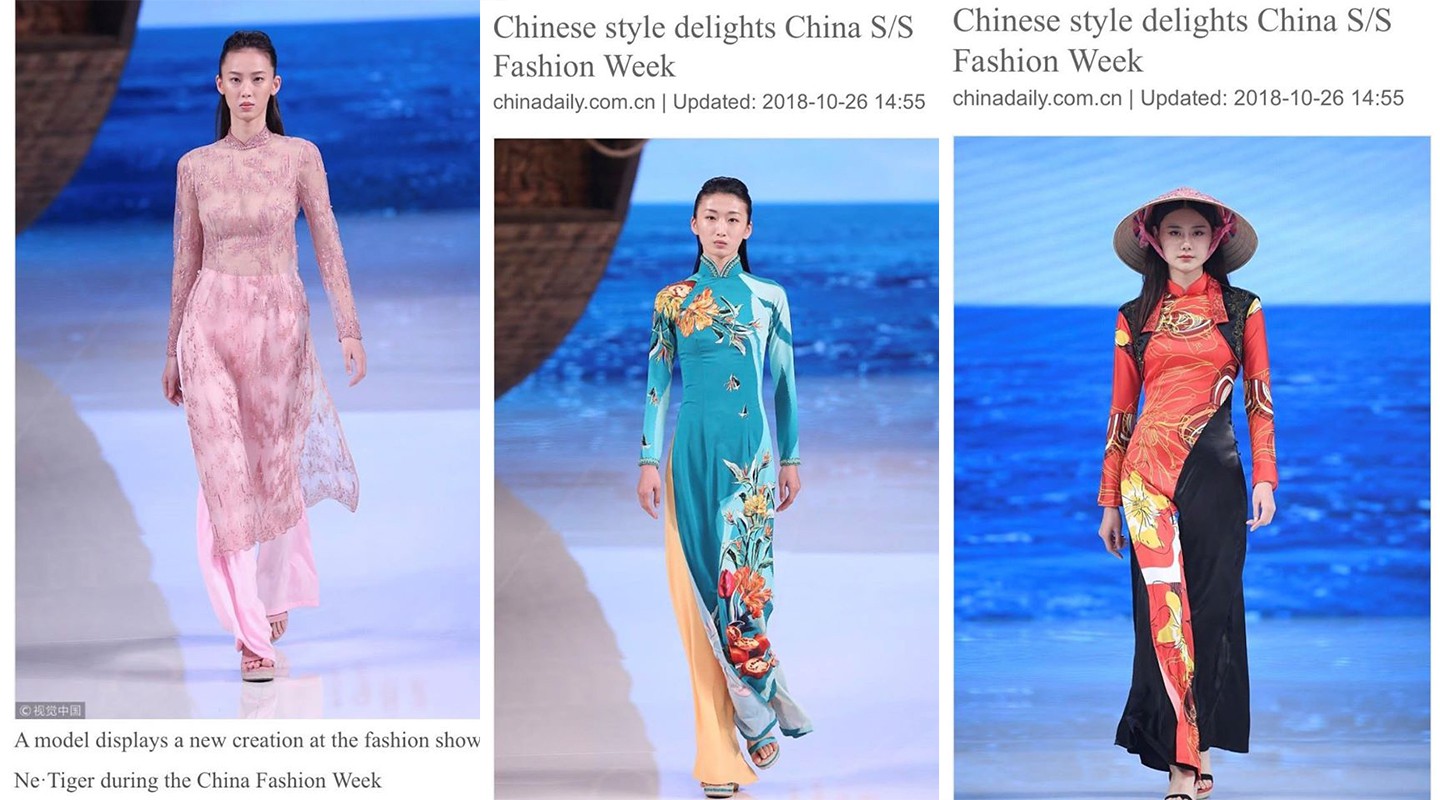 © 视觉中国
A model displays a new creation at the fashion show
Ne·Tiger during the China Fashion Week
Chinese style delights China S/S
Fashion Week
chinadaily.com.cn | Updated: 2018-10-26 14:55
Chinese style delights China S/S
Fashion Week
chinadaily.com.cn | Updated: 2018-10-26 14:55